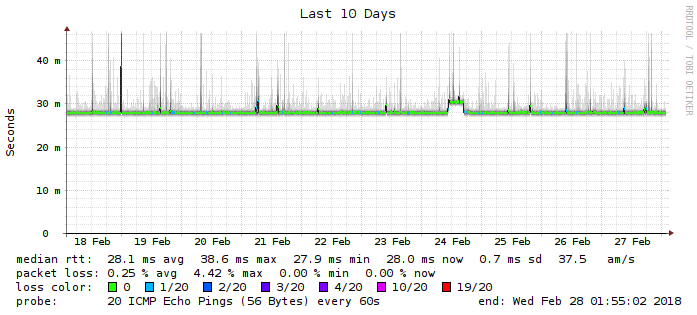 Last 10 Days
RRDTOOL / TOBI OETIKER
Seconds
40 m
30 m
20 m
10 m
0
18 Feb 19 Feb 20 Feb 21 Feb 22 Feb 23 Feb 24 Feb 25 Feb 26 Feb 27 Feb
median rtt: 28.1 ms avg 38.6 ms max 27.9 ms min 28.0 ms now 0.7 ms sd 37.5 am/s
packet loss: 0.25 % avg 4.42 % max 0.00 % min 0.00 % now
loss color: 0 1/20 2/20 3/20 4/20 10/20 19/20
probe: 20 ICMP Echo Pings (56 Bytes) every 60s end: Wed Feb 28 01:55:02 2018